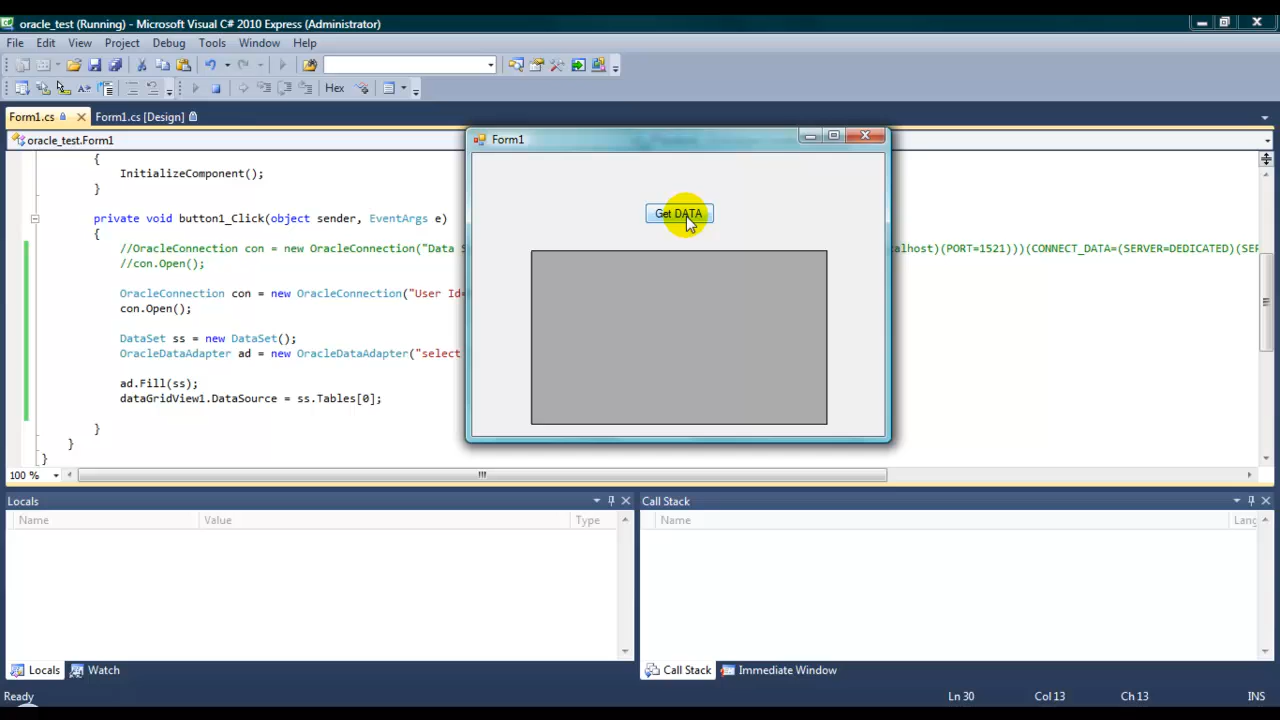 oracle_test (Running) - Microsoft Visual C# 2010 Express (Administrator)
File Edit View Project Debug Tools Window Help
Hex
Form1.cs Form1.cs [Design]
oracle_test.Form1
{
InitializeComponent();
}
private void button1_Click(object sender, EventArgs e)
{
//OracleConnection con = new OracleConnection("Data S
alhost)(PORT=1521)))(CONNECT_DATA=(SERVER=DEDICATED)(SER
//con.Open();
OracleConnection con = new OracleConnection("User Id=
con.Open();
DataSet ss = new DataSet();
OracleDataAdapter ad = new OracleDataAdapter("select
ad.Fill(ss);
dataGridView1.DataSource = ss.Tables[0];
}
}
}
Form1
Get DATA
100 %
Locals
Name Value Type
Locals Watch
Call Stack
Name Lang
Call Stack Immediate Window
Ready Ln 30 Col 13 Ch 13 INS